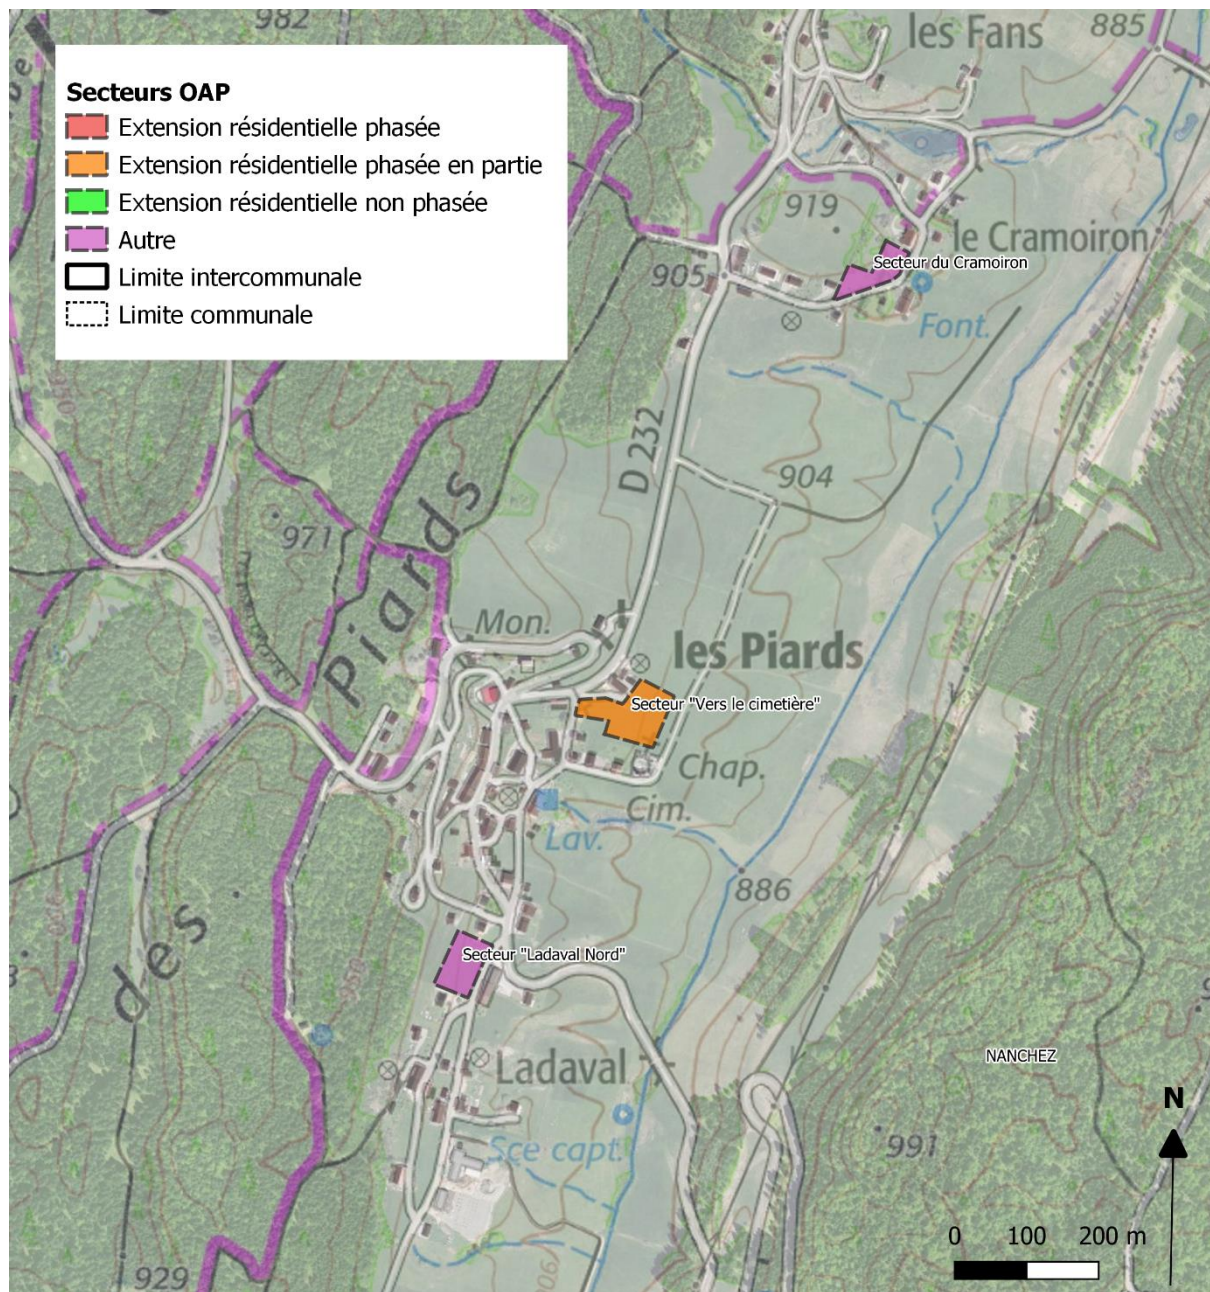 982
les Fans
885
Secteurs OAP
Extension résidentielle phasée
Extension résidentielle phasée en partie
Extension résidentielle non phasée
Autre
Limite intercommunale
Limite communale
919
le Cramoiron
Secteur du Cramoiron
905
Font.
D 232
904
971
Piards
Mon.
les Piards
Secteur "Vers le cimetière"
Chap.
Cim.
Lav.
886
des
Secteur "Ladaval Nord"
Ladaval
NANCHEZ
N
991
Sce capt.
929
0 100 200 m